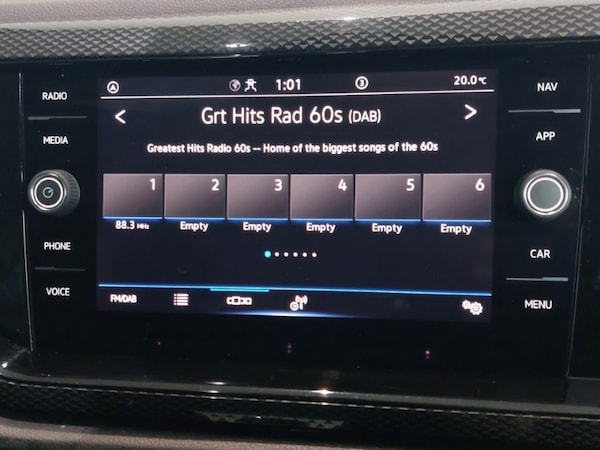 RADIO
MEDIA
PHONE
VOICE
1:01
3
20.0°C
< Grt Hits Rad 60s (DAB) >
Greatest Hits Radio 60s -- Home of the biggest songs of the 60s
1 2 3 4 5 6
88.3 MHz Empty Empty Empty Empty Empty
FM/DAB
NAV
APP
CAR
MENU